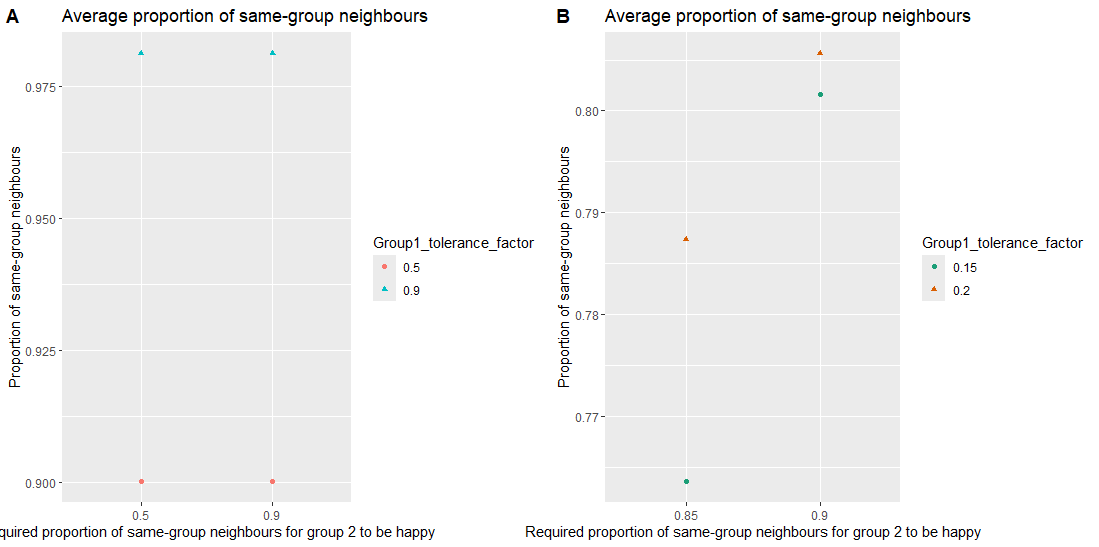 A
Average proportion of same-group neighbours
Proportion of same-group neighbours
0.975
0.950
0.925
0.900
0.5
0.9
quired proportion of same-group neighbours for group 2 to be happy
Group1_tolerance_factor
0.5
0.9
B
Average proportion of same-group neighbours
Proportion of same-group neighbours
0.80
0.79
0.78
0.77
0.85
0.9
Required proportion of same-group neighbours for group 2 to be happy
Group1_tolerance_factor
0.15
0.2